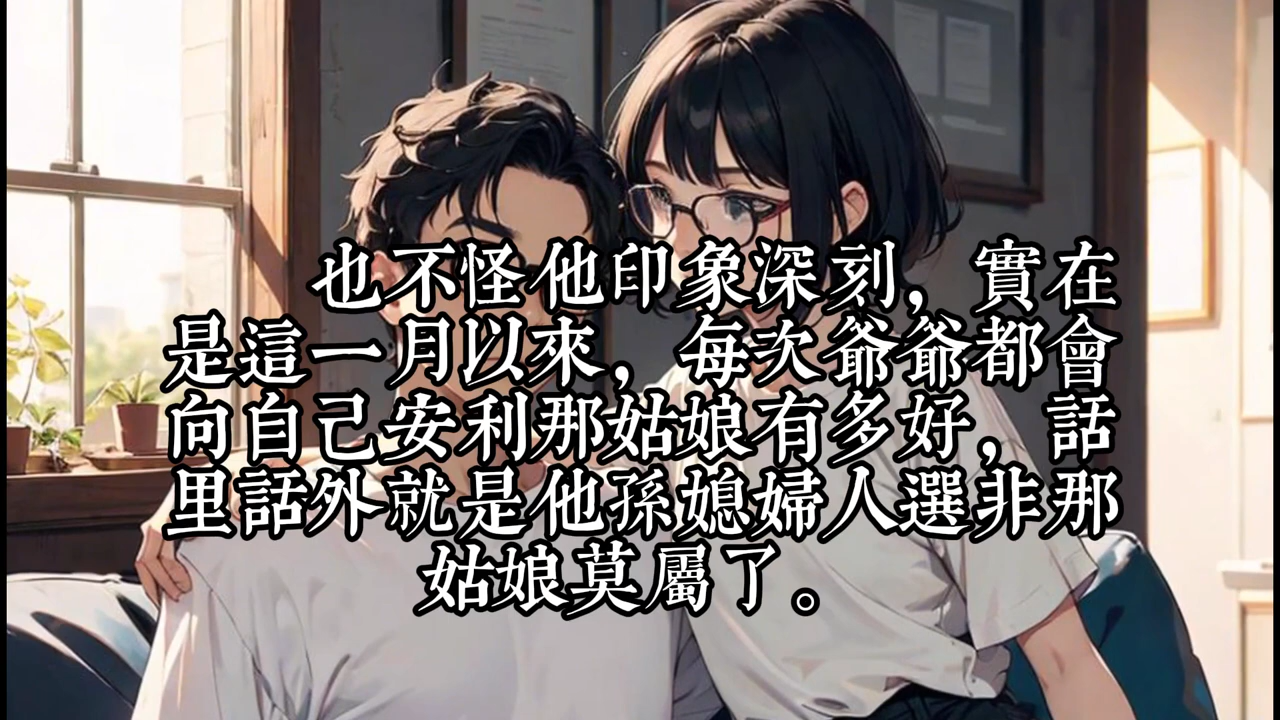 也不怪他印象深刻，實在
是這一月以來，每次爺爺都會
向自己安利那姑娘有多好，話
里話外就是他孫媳婦人選非那
姑娘莫屬了。